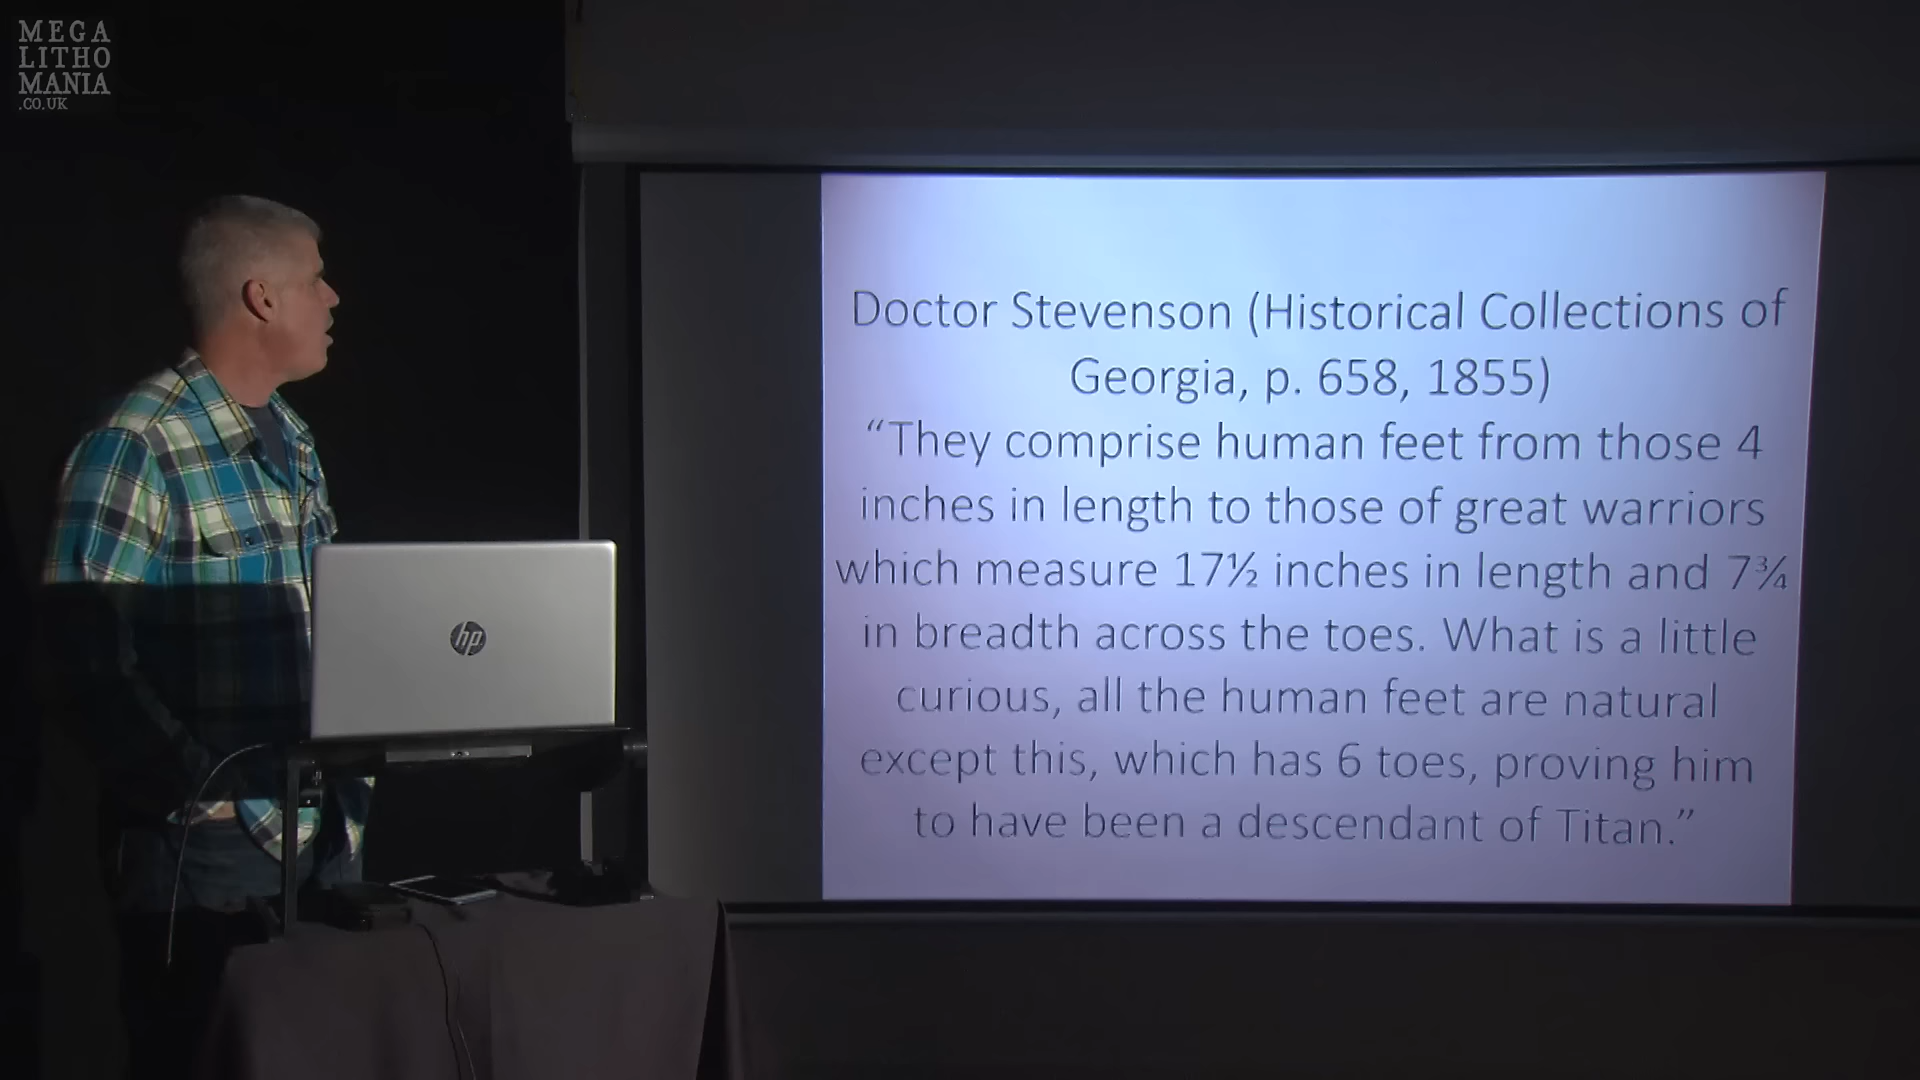 MEGA
LITHO
MANIA
.CO.UK
Doctor Stevenson (Historical Collections of
Georgia, p. 658, 1855)
“They comprise human feet from those 4
inches in length to those of great warriors
which measure 17½ inches in length and 7¾
in breadth across the toes. What is a little
curious, all the human feet are natural
except this, which has 6 toes, proving him
to have been a descendant of Titan.”
hp